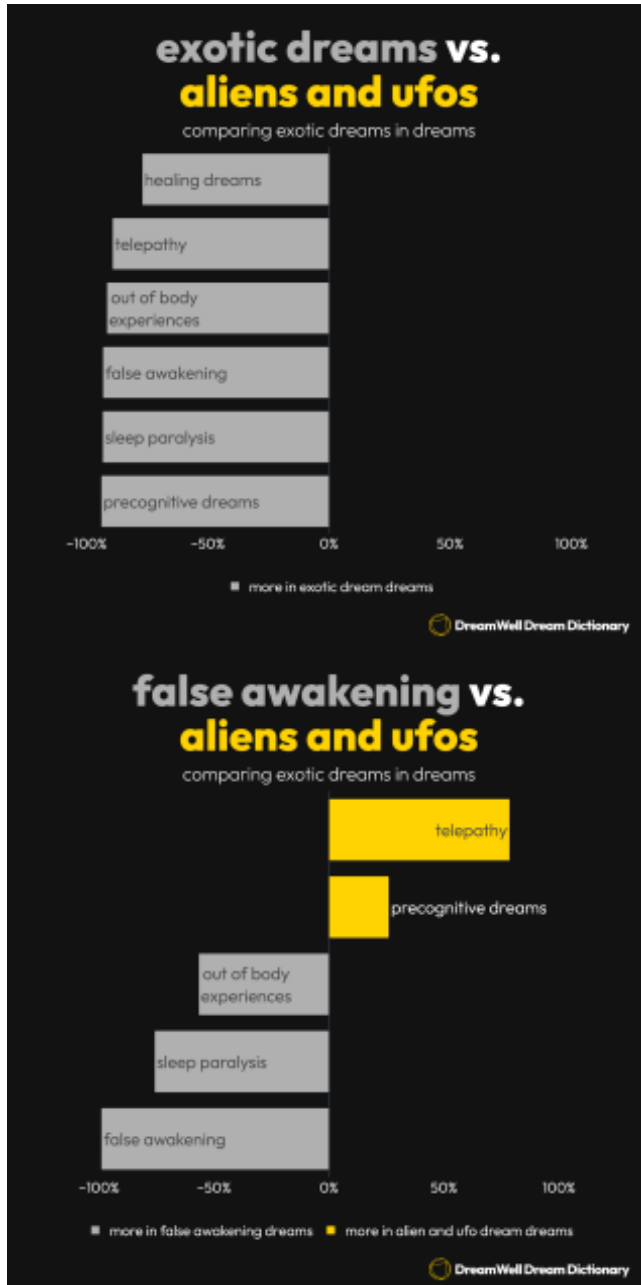 exotic dreams vs.
aliens and ufos
comparing exotic dreams in dreams
healing dreams
telepathy
out of body
experiences
false awakening
sleep paralysis
precognitive dreams
-100% -50% 0% 50% 100%
more in exotic dream dreams
DreamWell Dream Dictionary
false awakening vs.
aliens and ufos
comparing exotic dreams in dreams
telepathy
precognitive dreams
out of body
experiences
sleep paralysis
false awakening
-100% -50% 0% 50% 100%
more in false awakening dreams more in alien and ufo dream dreams
DreamWell Dream Dictionary